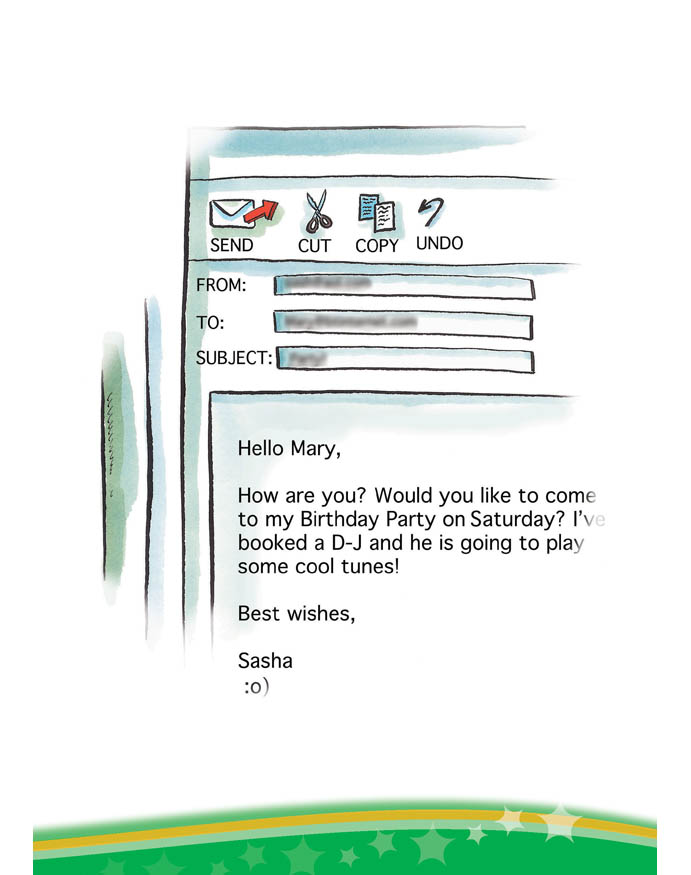 SEND CUT COPY UNDO
FROM:
TO:
SUBJECT:
Hello Mary,
How are you? Would you like to come
to my Birthday Party on Saturday? I've
booked a D-J and he is going to play
some cool tunes!
Best wishes,
Sasha
:o)